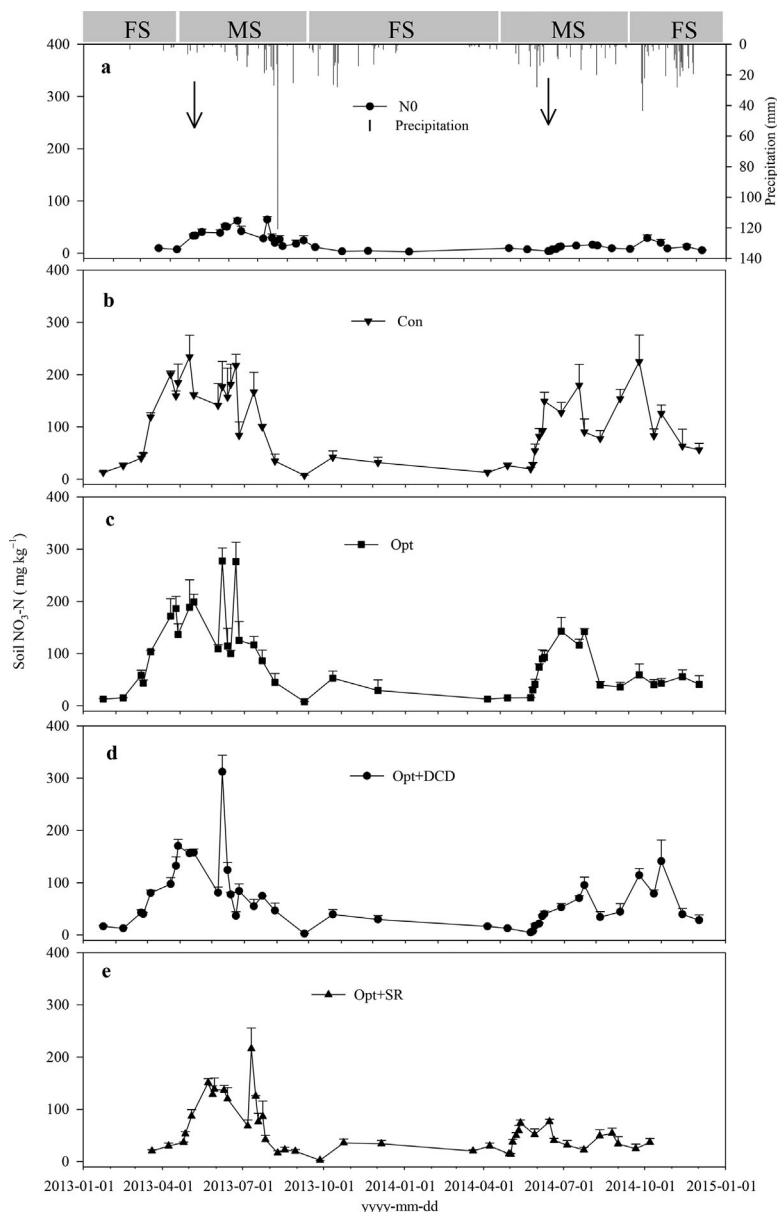 FS MS FS MS FS
400 0
a
20
300 N0 40
Precipitation
60
200
80
100 100
120
0 140
Precipitation (mm)
400
b
300 Con
200
100
0
400
c
300 Opt
200
100
0
Soil NO3-N ( mg kg−1)
400
d
300 Opt+DCD
200
100
0
400
e
300 Opt+SR
200
100
0
2013-01-01 2013-04-01 2013-07-01 2013-10-01 2014-01-01 2014-04-01 2014-07-01 2014-10-01 2015-01-01
yyyy-mm-dd